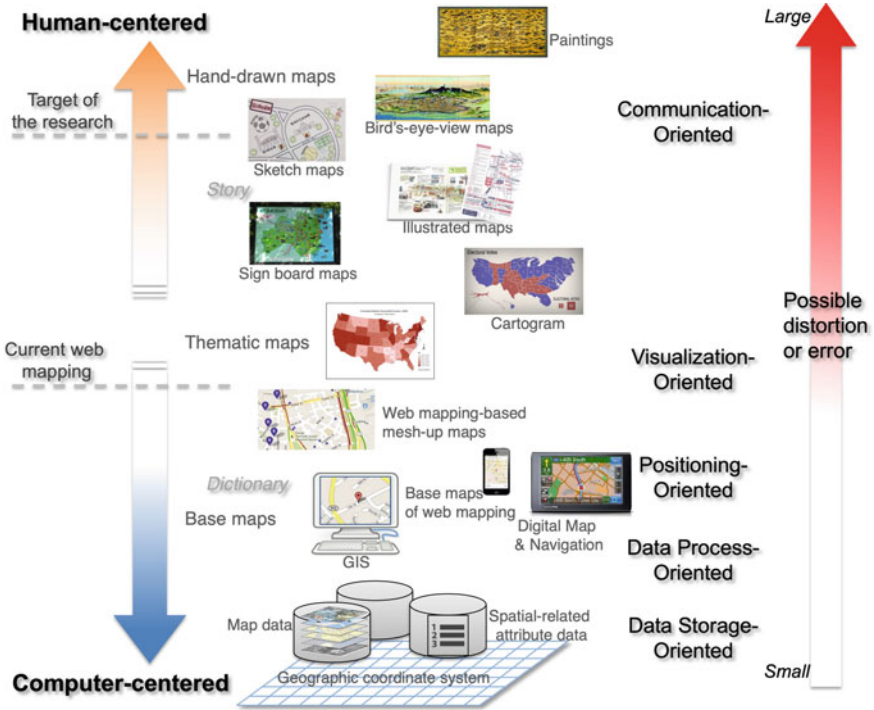 Human-centered
Large
Paintings
Hand-drawn maps
Target of
the research
Communication-
Oriented
Bird's-eye-view maps
Sketch maps
Story
Illustrated maps
Sign board maps
Cartogram
Possible
distortion
or error
Thematic maps
Current web
mapping
Visualization-
Oriented
Web mapping-based
mesh-up maps
Positioning-
Oriented
Dictionary
Base maps
of web mapping
Base maps
Digital Map
& Navigation
GIS
Data Process-
Oriented
Map data
1
2
3
Spatial-related
attribute data
Data Storage-
Oriented
Geographic coordinate system
Small
Computer-centered